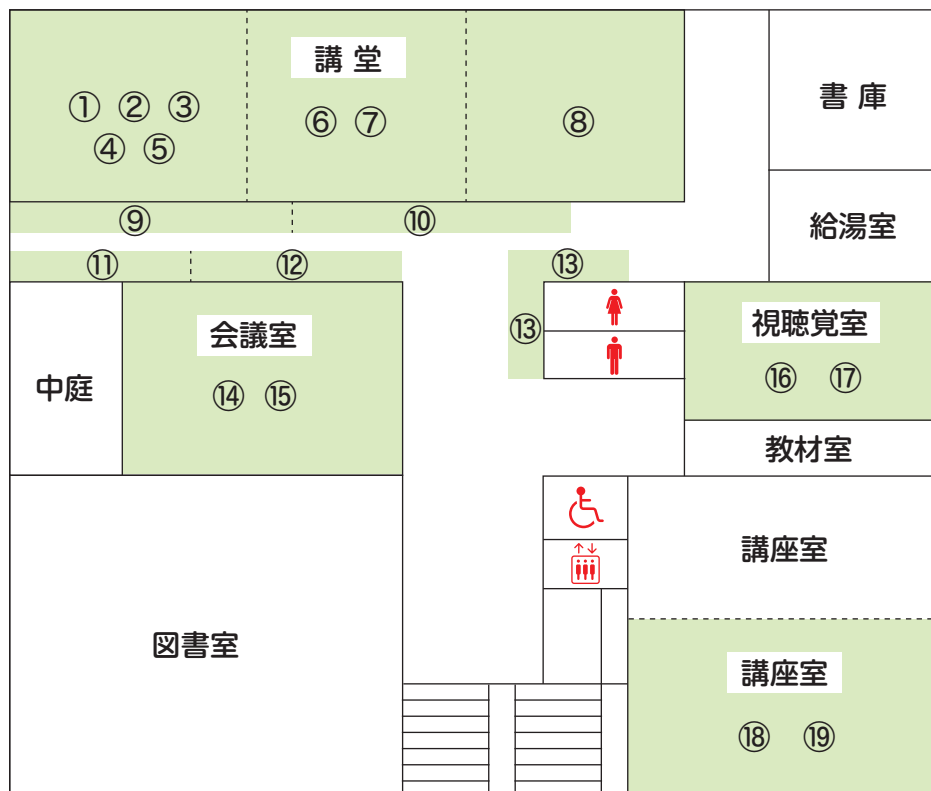 講堂
① ② ③
④ ⑤
⑥ ⑦
⑧
書庫
⑨
⑩
給湯室
⑪
⑫
⑬
⑬
会議室
⑭ ⑮
中庭
視聴覚室
⑯ ⑰
教材室
講座室
図書室
講座室
⑱ ⑲